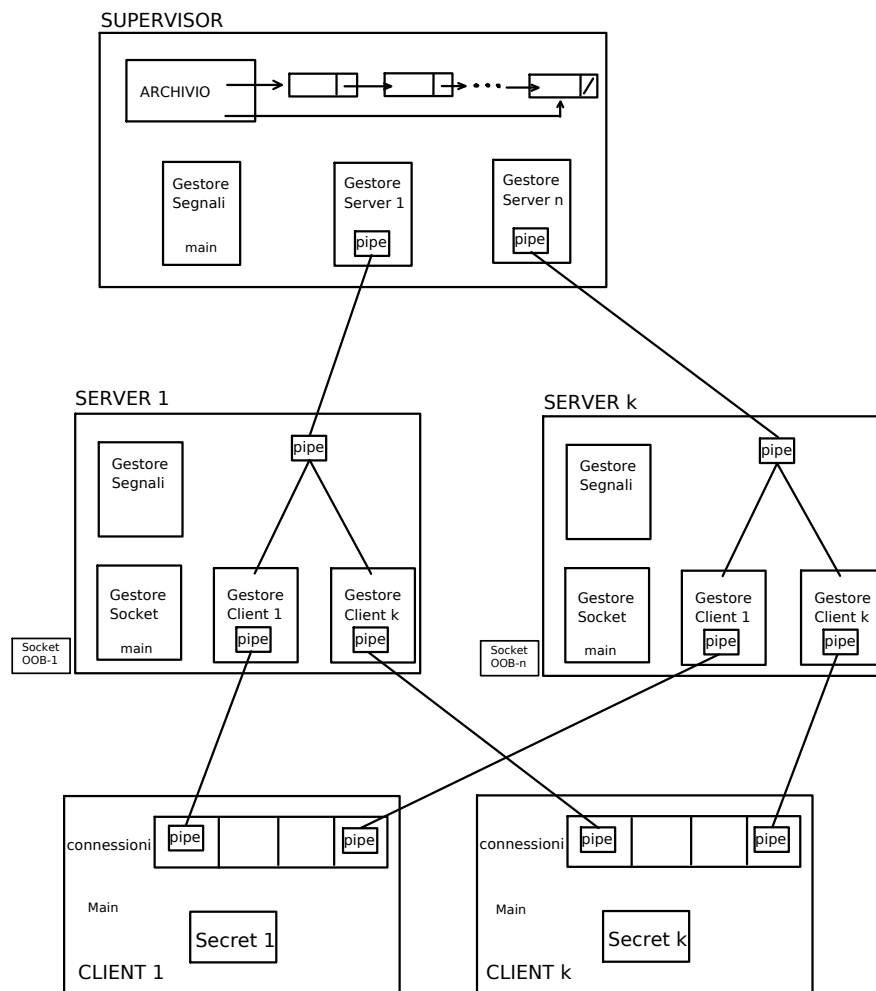 SUPERVISOR
ARCHIVIO
Gestore
Segnali
main
Gestore
Server 1
pipe
Gestore
Server n
pipe
SERVER 1
pipe
Gestore
Segnali
Gestore
Socket
main
Gestore
Client 1
pipe
Gestore
Client k
pipe
Socket
OOB-1
SERVER k
pipe
Gestore
Segnali
Gestore
Socket
main
Gestore
Client 1
pipe
Gestore
Client k
pipe
Socket
OOB-n
connessioni
pipe
pipe
Main
Secret 1
CLIENT 1
connessioni
pipe
pipe
Main
Secret k
CLIENT k